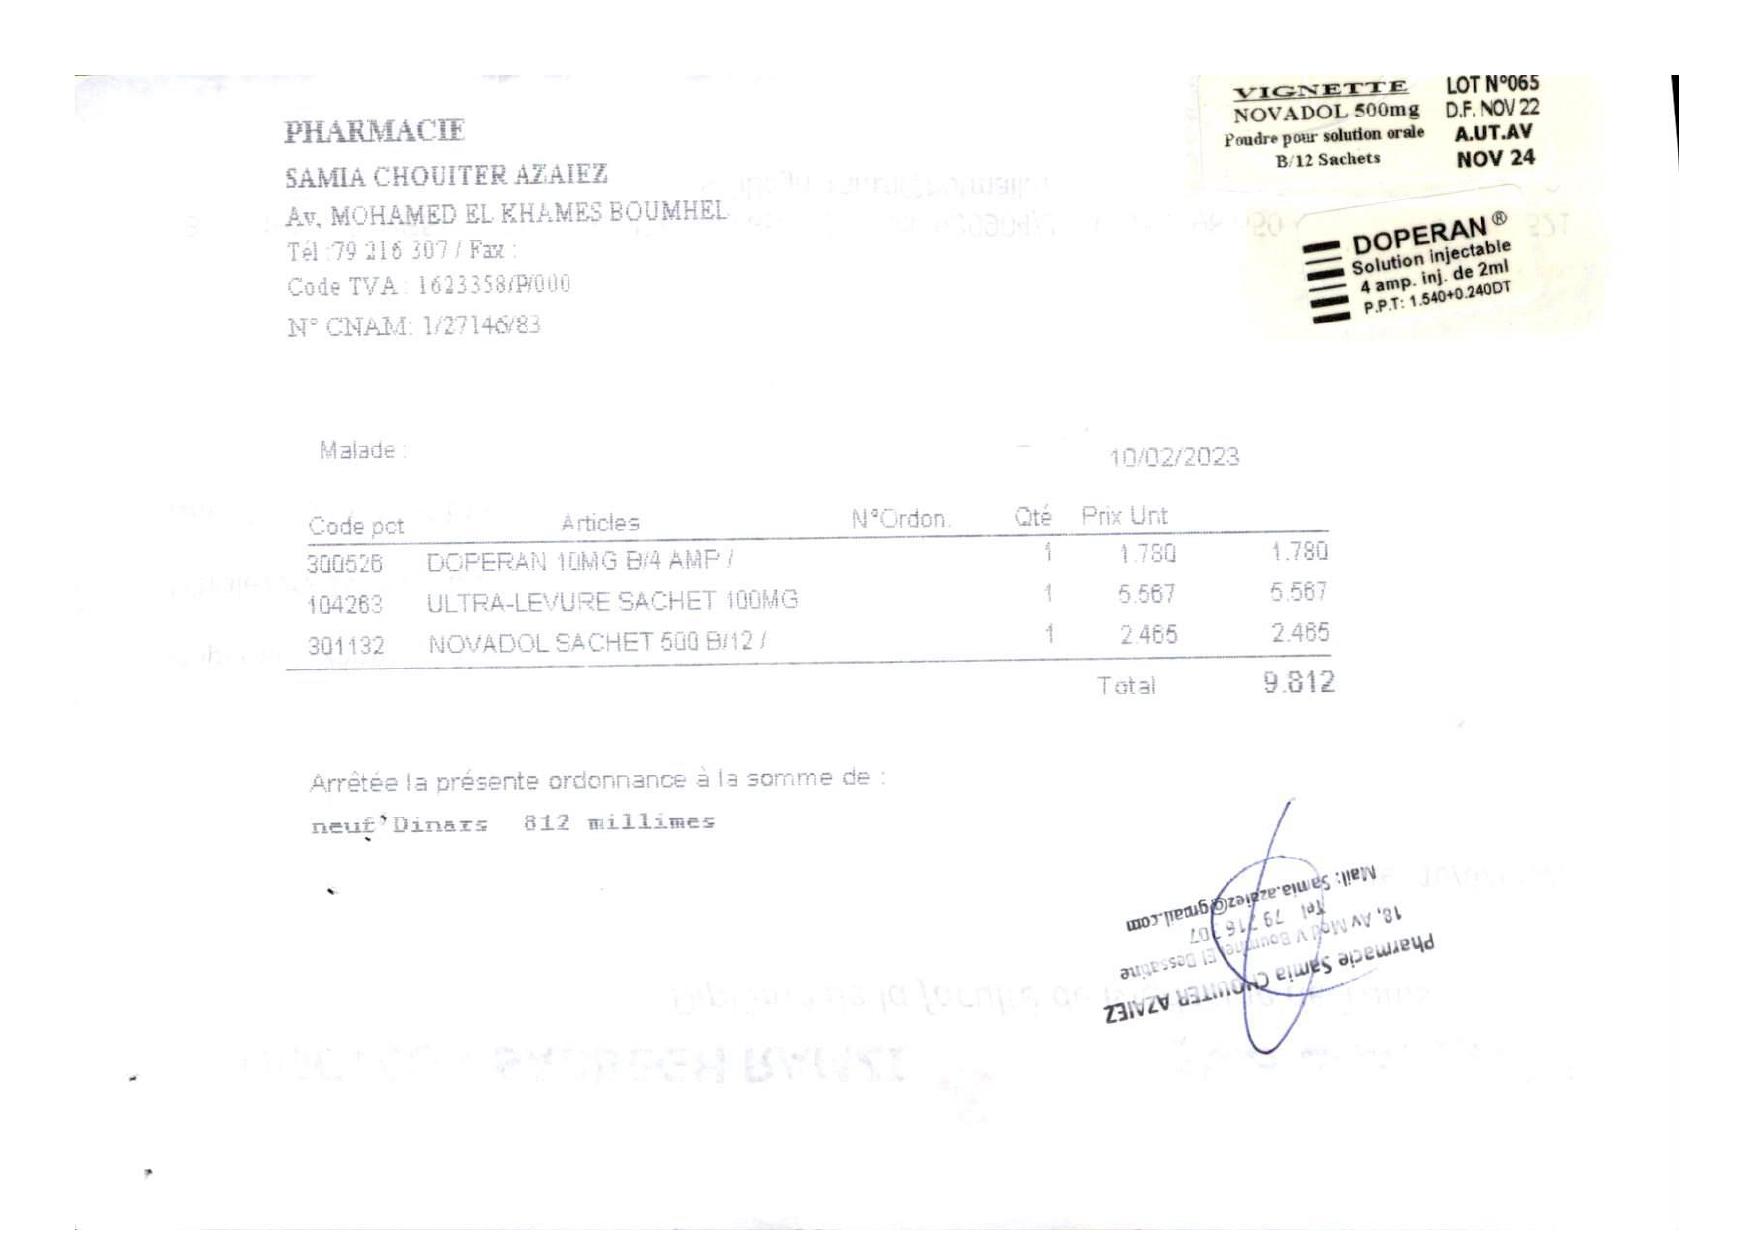 PHARMACIE
SAMIA CHOUITER AZAIEZ
Av, MOHAMED EL KHAMES BOUMHEL
Tél :79 216 307 / Fax :
Code TVA : 1623358/P/000
N° CNAM: 1/27146/83
VIGNETTE LOT N°065
NOVADOL 500mg D.F. NOV 22
Poudre pour solution orale A.UT.AV
B/12 Sachets NOV 24
DOPERAN ®
Solution injectable
4 amp. inj. de 2ml
P.P.T: 1.540+0.240DT
Malade : 10/02/2023
Code pct Articles N°Ordon. Qté Prix Unt
300526 DOPERAN 10MG B/4 AMP / 1 1.780 1.780
104263 ULTRA-LEVURE SACHET 100MG 1 5.567 5.567
301132 NOVADOL SACHET 500 B/12 / 1 2.465 2.465
Total 9.812
Arrêtée la présente ordonnance à la somme de :
neuf Dinars 812 millimes
Pharmacie Samia CHOUITER AZAIEZ
18, Av Med V Boumhel El Bassatine
Tel 79 216 307
Mail: Samia.azaiez@gmail.com